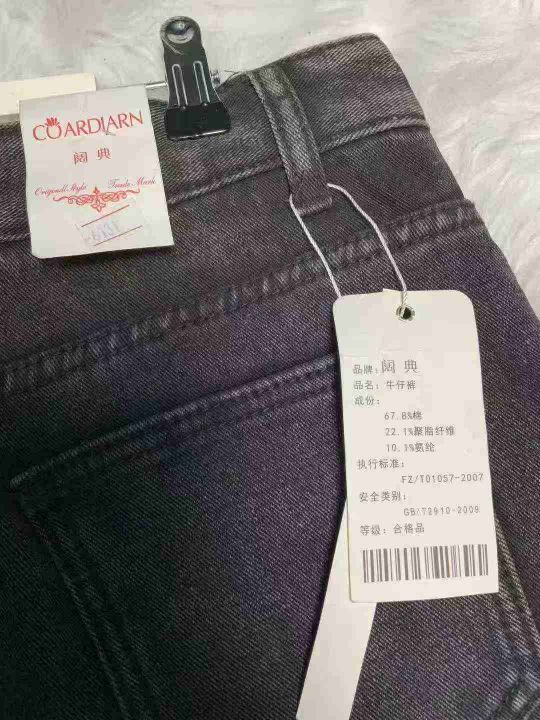 COARDIARN
阔典
Origenell Style Trade Mark
品牌：阔典
品名：牛仔裤
成份：
67.8%棉
22.1%聚脂纤维
10.1%氨纶
执行标准：
FZ/T01057-2007
安全类别：
GB/T2910-2009
等级：合格品